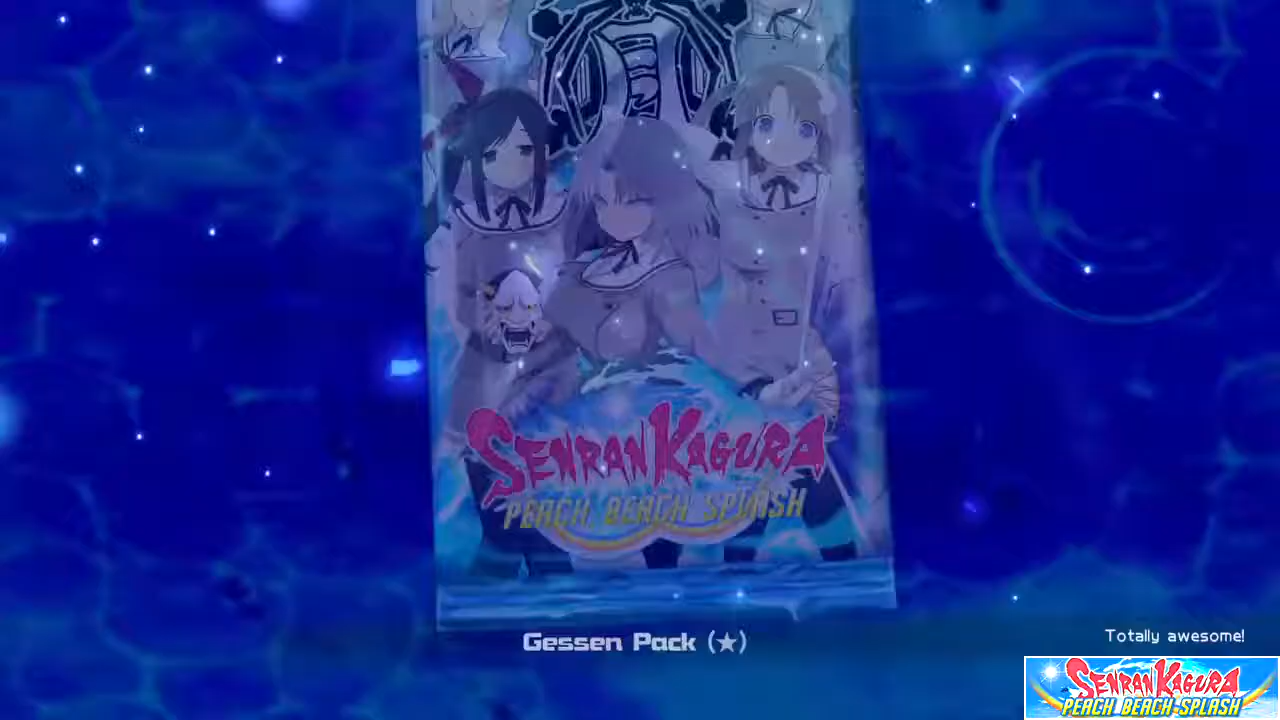 SENRAN KAGURA
PEACH BEACH SPLASH
Gessen Pack (★)
Totally awesome!
SENRAN KAGURA
PEACH BEACH SPLASH